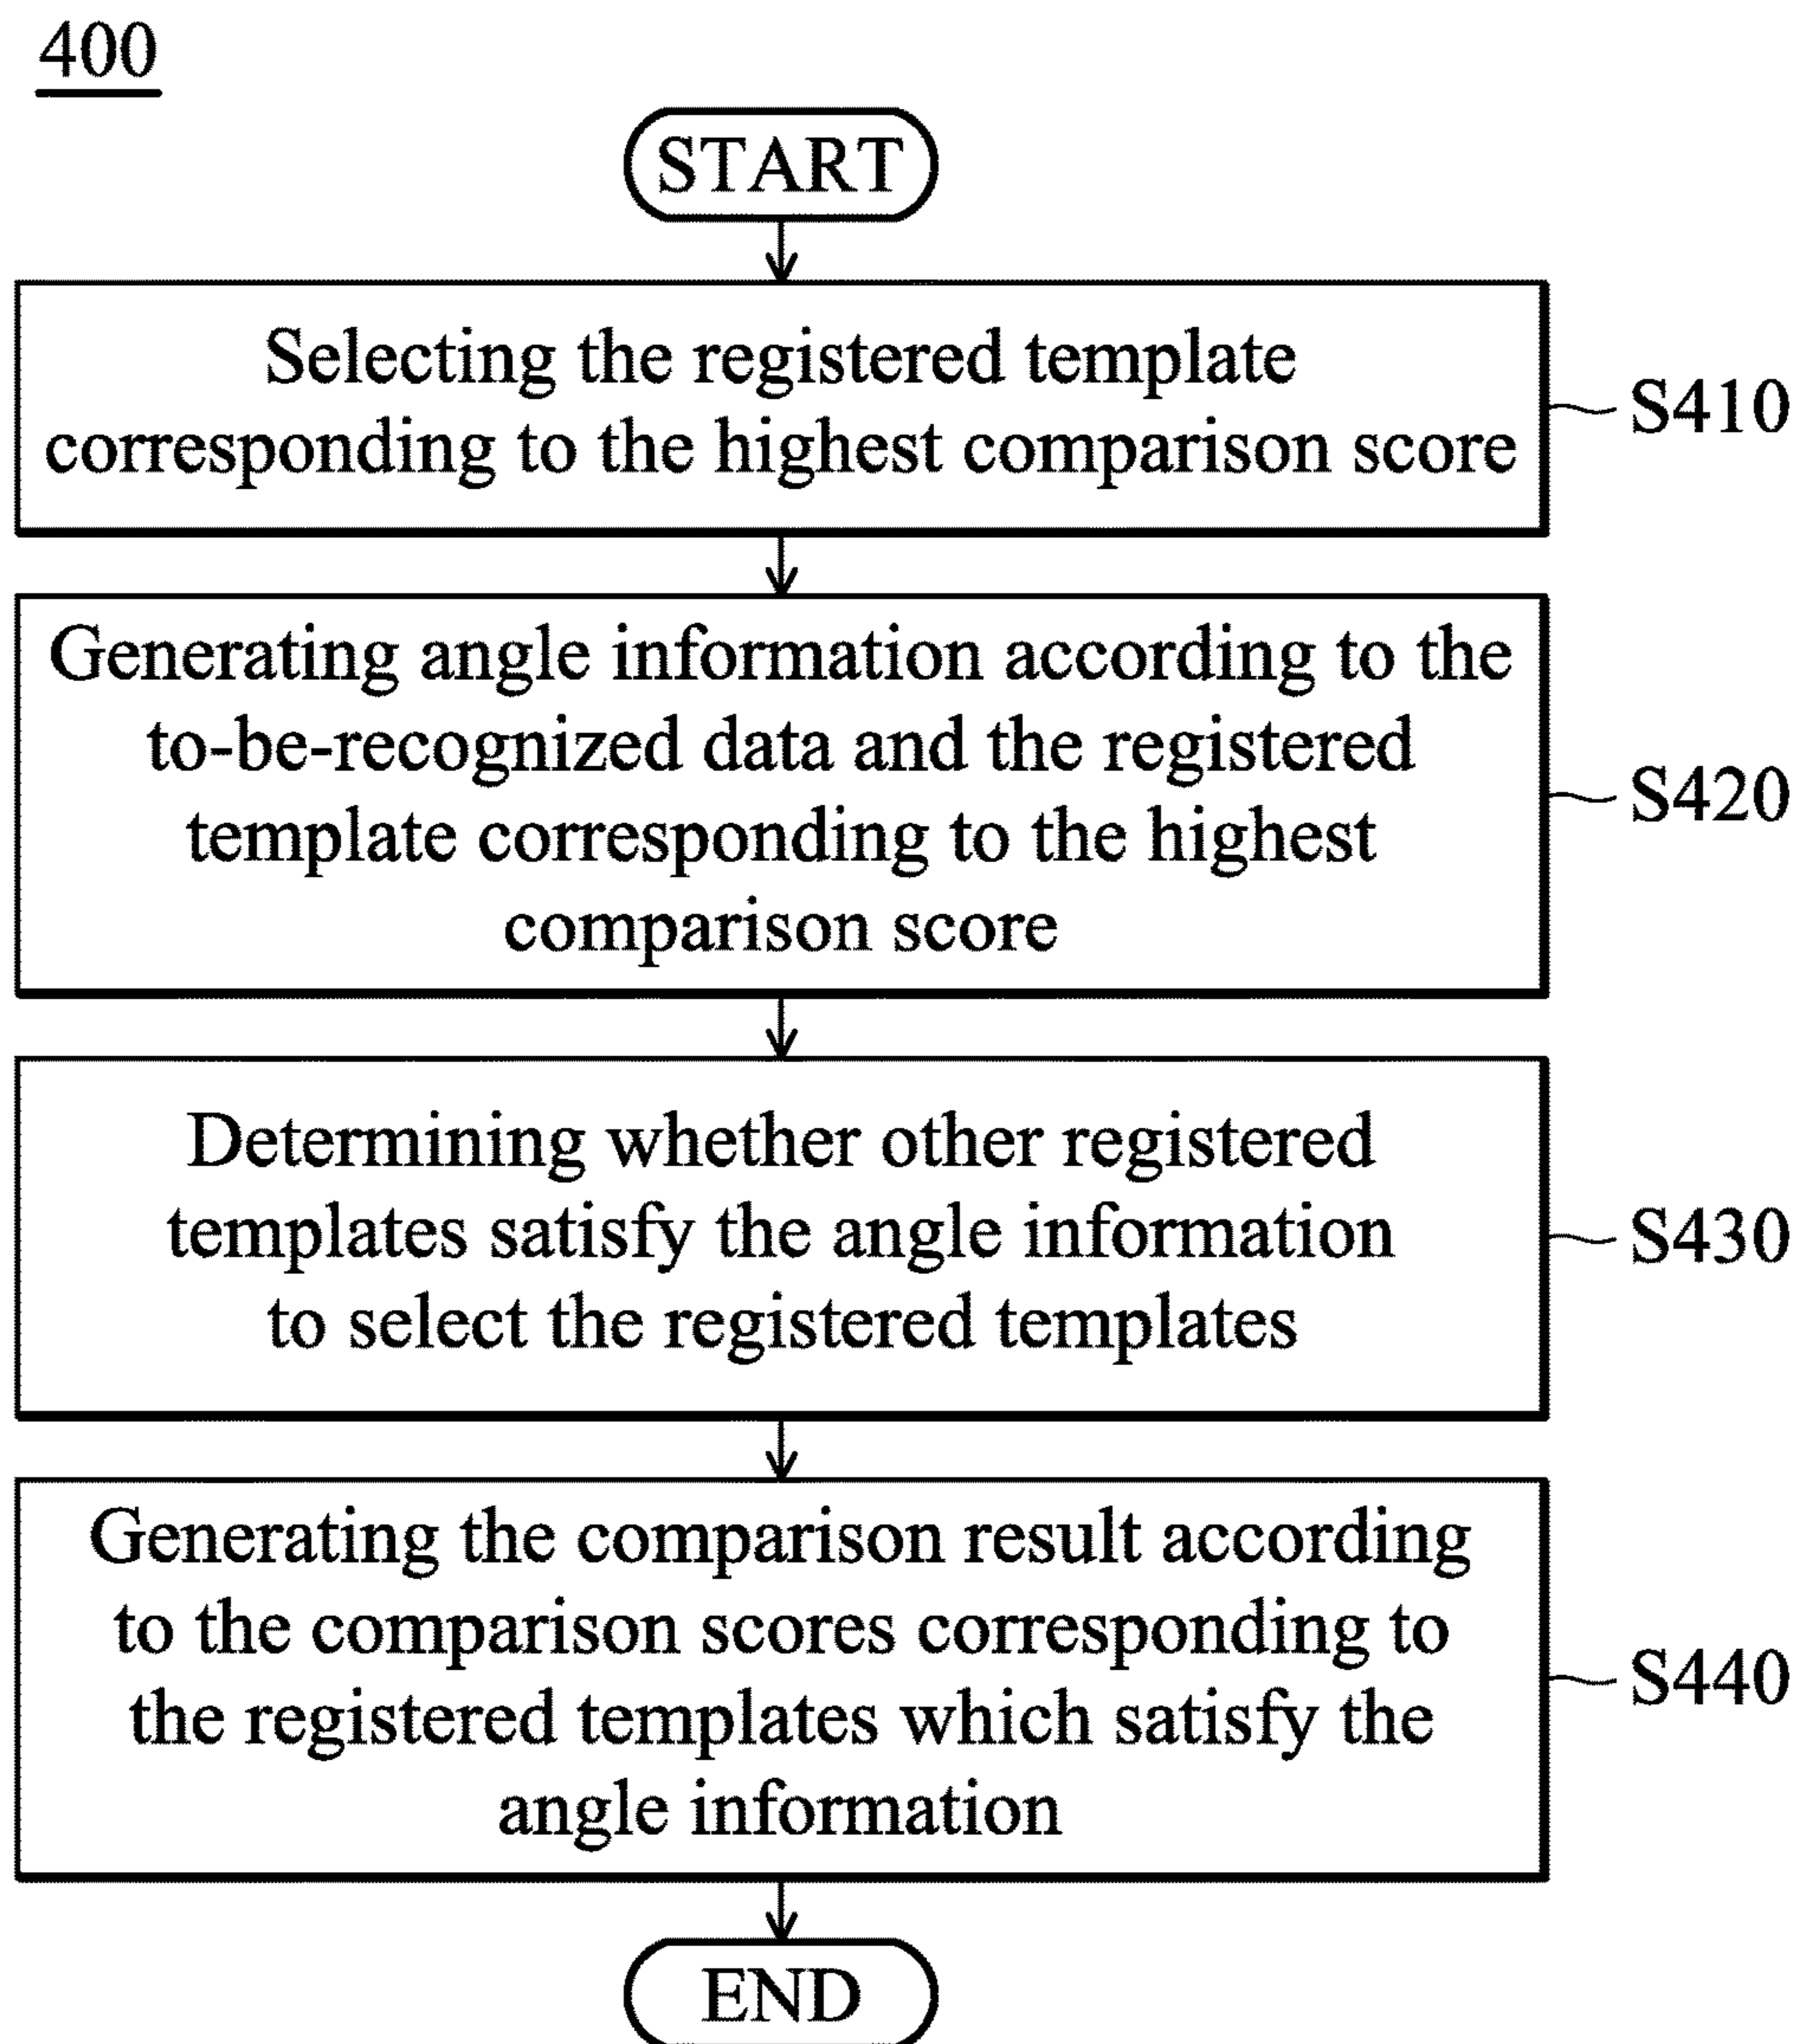 400
START
Selecting the registered template
corresponding to the highest comparison score
S410
Generating angle information according to the
to-be-recognized data and the registered
template corresponding to the highest
comparison score
S420
Determining whether other registered
templates satisfy the angle information
to select the registered templates
S430
Generating the comparison result according
to the comparison scores corresponding to
the registered templates which satisfy the
angle information
S440
END